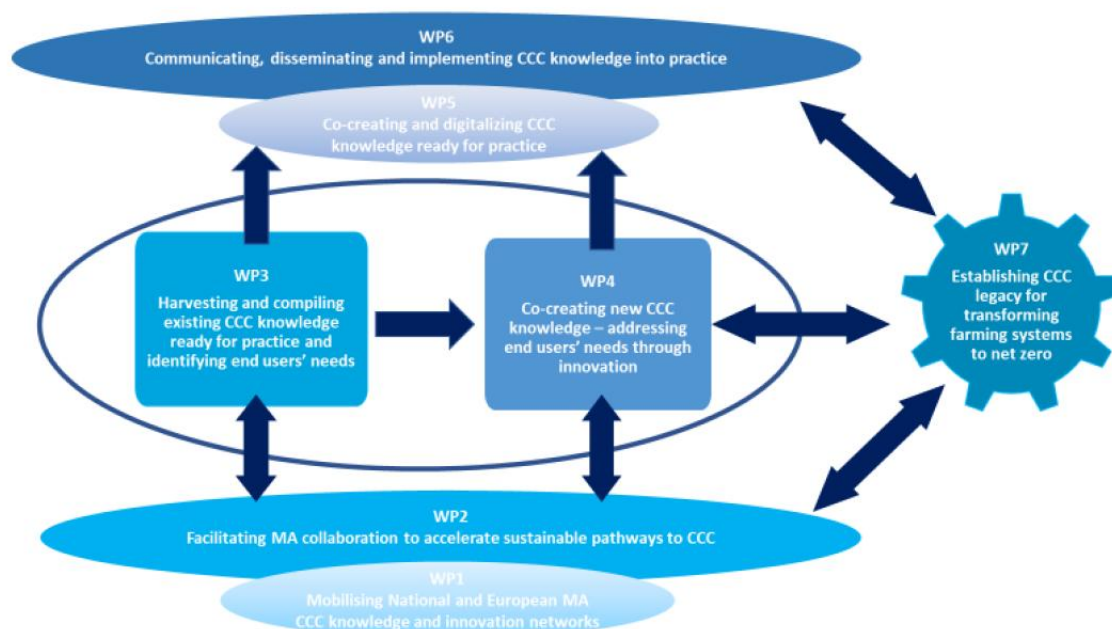 WP6
Communicating, disseminating and implementing CCC knowledge into practice
WP5
Co-creating and digitalizing CCC
knowledge ready for practice
WP3
Harvesting and compiling
existing CCC knowledge
ready for practice and
identifying end users' needs
WP4
Co-creating new CCC
knowledge – addressing
end users' needs through
innovation
WP7
Establishing CCC
legacy for
transforming
farming systems
to net zero
WP2
Facilitating MA collaboration to accelerate sustainable pathways to CCC
WP1
Mobilising National and European MA
CCC knowledge and innovation networks